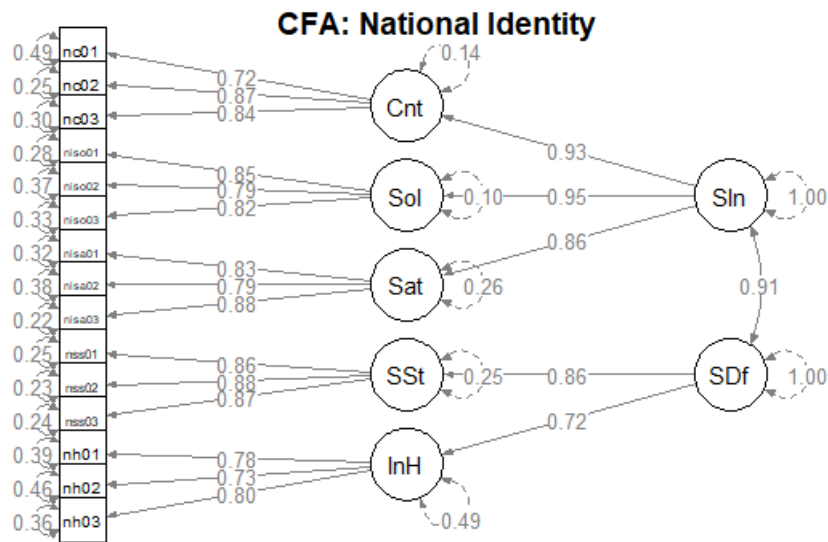 CFA: National Identity
0.49 nc01 0.72 0.14
0.25 nc02 0.87 Cnt
0.30 nc03 0.84
0.93
0.28 niso01 0.85
0.37 niso02 0.79 Sol 0.10 0.95 SIn 1.00
0.33 niso03 0.82
0.86
0.32 nisa01 0.83
0.38 nisa02 0.79 Sat 0.26 0.91
0.22 nisa03 0.88
0.25 nss01 0.86
0.23 nss02 0.88 SSt 0.25 0.86 SDf 1.00
0.24 nss03 0.87
0.72
0.39 nh01 0.78
0.46 nh02 0.73 InH
0.36 nh03 0.80 0.49